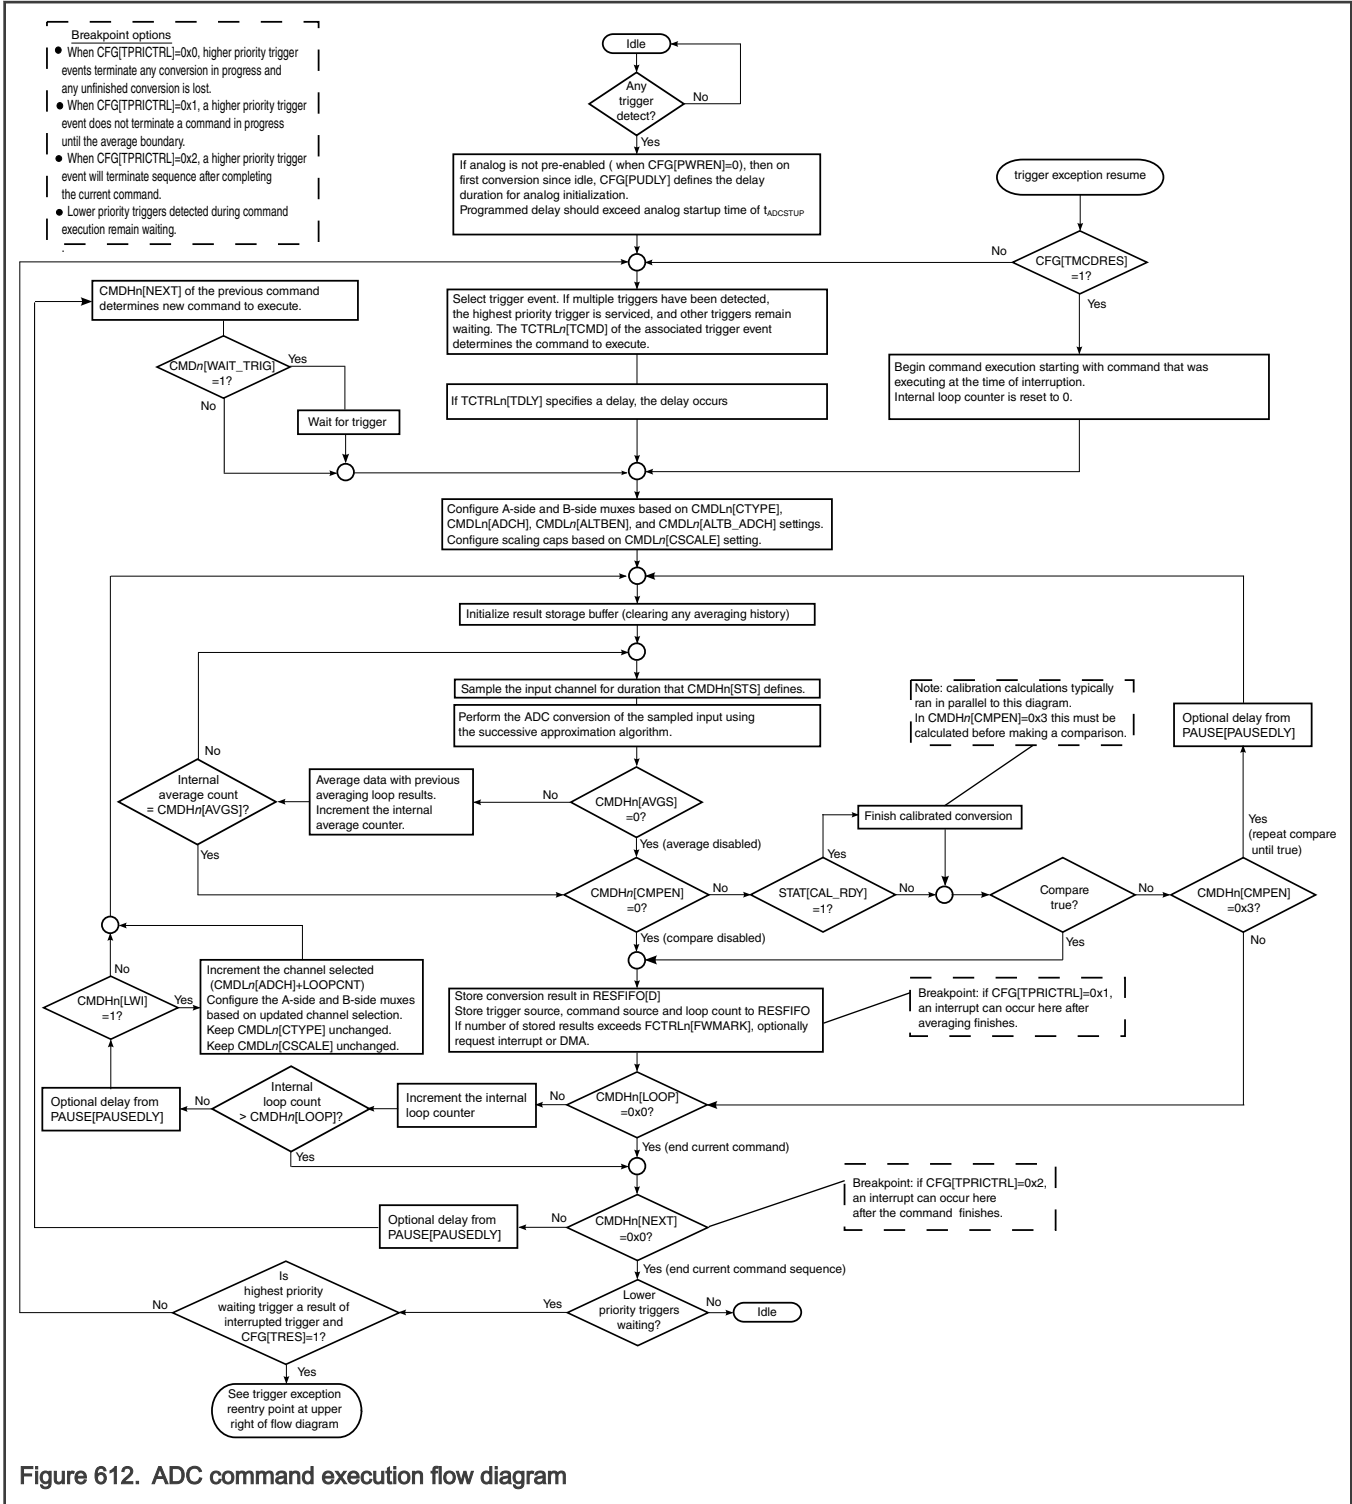 Breakpoint options
● When CFG[TPRICTRL]=0x0, higher priority trigger
events terminate any conversion in progress and
any unfinished conversion is lost.
● When CFG[TPRICTRL]=0x1, a higher priority trigger
event does not terminate a command in progress
until the average boundary.
● When CFG[TPRICTRL]=0x2, a higher priority trigger
event will terminate sequence after completing
the current command.
● Lower priority triggers detected during command
execution remain waiting.
.
Idle
Any
trigger
detect?
No
Yes
If analog is not pre-enabled ( when CFG[PWREN]=0), then on
first conversion since idle, CFG[PUDLY] defines the delay
duration for analog initialization.
Programmed delay should exceed analog startup time of tADCSTUP
trigger exception resume
CFG[TMCDRES]
=1?
No
Yes
CMDHn[NEXT] of the previous command
determines new command to execute.
Select trigger event. If multiple triggers have been detected,
the highest priority trigger is serviced, and other triggers remain
waiting. The TCTRLn[TCMD] of the associated trigger event
determines the command to execute.
CMDn[WAIT_TRIG]
=1?
Yes
No
Wait for trigger
If TCTRLn[TDLY] specifies a delay, the delay occurs
Begin command execution starting with command that was
executing at the time of interruption.
Internal loop counter is reset to 0.
Configure A-side and B-side muxes based on CMDLn[CTYPE],
CMDLn[ADCH], CMDLn[ALTBEN], and CMDLn[ALTB_ADCH] settings.
Configure scaling caps based on CMDLn[CSCALE] setting.
Initialize result storage buffer (clearing any averaging history)
Sample the input channel for duration that CMDHn[STS] defines.
Perform the ADC conversion of the sampled input using
the successive approximation algorithm.
Note: calibration calculations typically
ran in parallel to this diagram.
In CMDHn[CMPEN]=0x3 this must be
calculated before making a comparison.
Optional delay from
PAUSE[PAUSEDLY]
No
Internal
average count
= CMDHn[AVGS]?
Yes
Average data with previous
averaging loop results.
Increment the internal
average counter.
No
CMDHn[AVGS]
=0?
Yes (average disabled)
Finish calibrated conversion
Yes
(repeat compare
until true)
CMDHn[CMPEN]
=0?
No
Yes
STAT[CAL_RDY]
=1?
No
Compare
true?
No
CMDHn[CMPEN]
=0x3?
Yes (compare disabled)
Yes
No
No
CMDHn[LWI]
=1?
Yes
Increment the channel selected
(CMDLn[ADCH]+LOOPCNT)
Configure the A-side and B-side muxes
based on updated channel selection.
Keep CMDLn[CTYPE] unchanged.
Keep CMDLn[CSCALE] unchanged.
Store conversion result in RESFIFO[D]
Store trigger source, command source and loop count to RESFIFO
If number of stored results exceeds FCTRLn[FWMARK], optionally
request interrupt or DMA.
Breakpoint: if CFG[TPRICTRL]=0x1,
an interrupt can occur here after
averaging finishes.
Optional delay from
PAUSE[PAUSEDLY]
No
Internal
loop count
> CMDHn[LOOP]?
Yes
Increment the internal
loop counter
No
CMDHn[LOOP]
=0x0?
Yes (end current command)
Breakpoint: if CFG[TPRICTRL]=0x2,
an interrupt can occur here
after the command finishes.
Optional delay from
PAUSE[PAUSEDLY]
No
CMDHn[NEXT]
=0x0?
Yes (end current command sequence)
No
Is
highest priority
waiting trigger a result of
interrupted trigger and
CFG[TRES]=1?
Yes
Lower
priority triggers
waiting?
No
Idle
Yes
See trigger exception
reentry point at upper
right of flow diagram
Figure 612. ADC command execution flow diagram